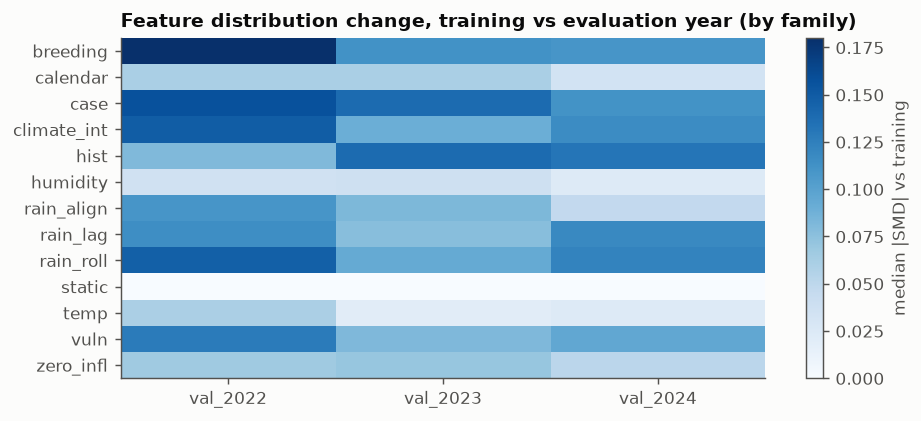 Feature distribution change, training vs evaluation year (by family)
breeding
calendar
case
climate_int
hist
humidity
rain_align
rain_lag
rain_roll
static
temp
vuln
zero_infl
val_2022
val_2023
val_2024
0.175
0.150
0.125
0.100
0.075
0.050
0.025
0.000
median |SMD| vs training